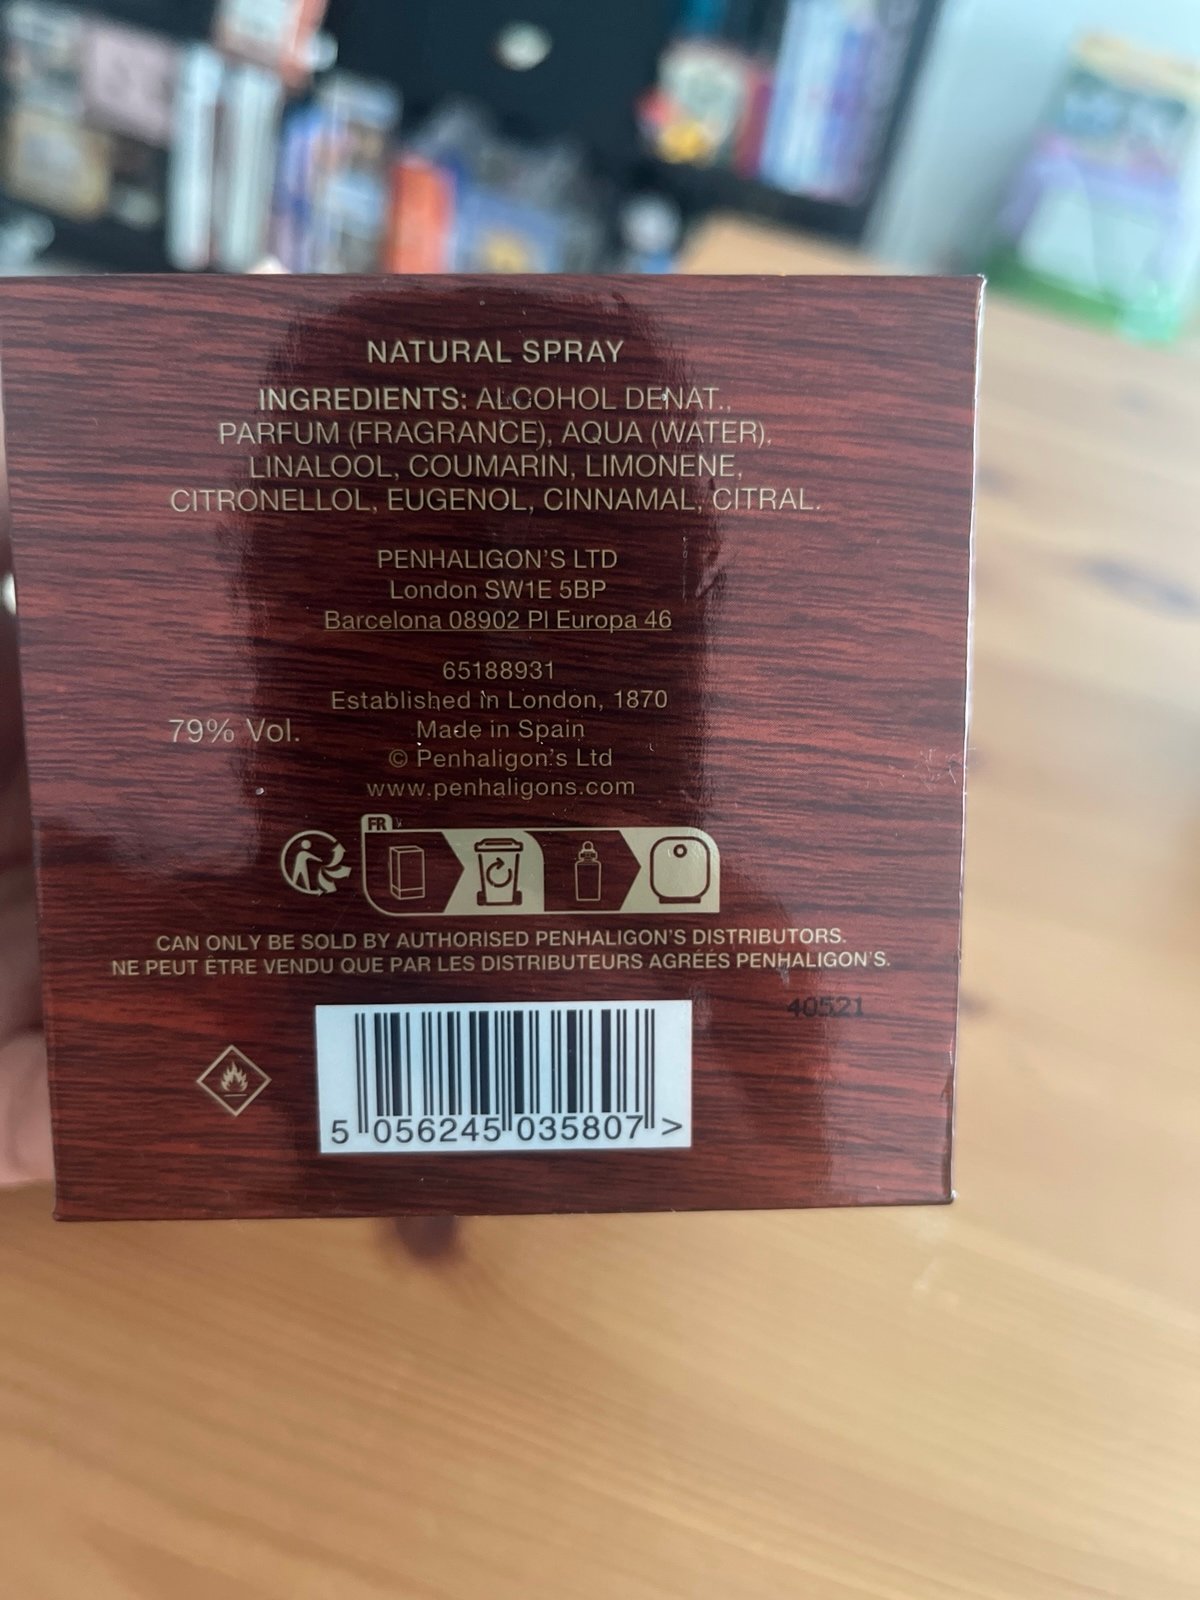 NATURAL SPRAY
INGREDIENTS: ALCOHOL DENAT.,
PARFUM (FRAGRANCE), AQUA (WATER),
LINALOOL, COUMARIN, LIMONENE,
CITRONELLOL, EUGENOL, CINNAMAL, CITRAL.
PENHALIGON'S LTD
London SW1E 5BP
Barcelona 08902 Pl Europa 46
65188931
Established in London, 1870
79% Vol.
Made in Spain
© Penhaligon's Ltd
www.penhaligons.com
FR
CAN ONLY BE SOLD BY AUTHORISED PENHALIGON'S DISTRIBUTORS.
NE PEUT ÊTRE VENDU QUE PAR LES DISTRIBUTEURS AGRÉÉS PENHALIGON'S.
40521
5 056245 035807 >